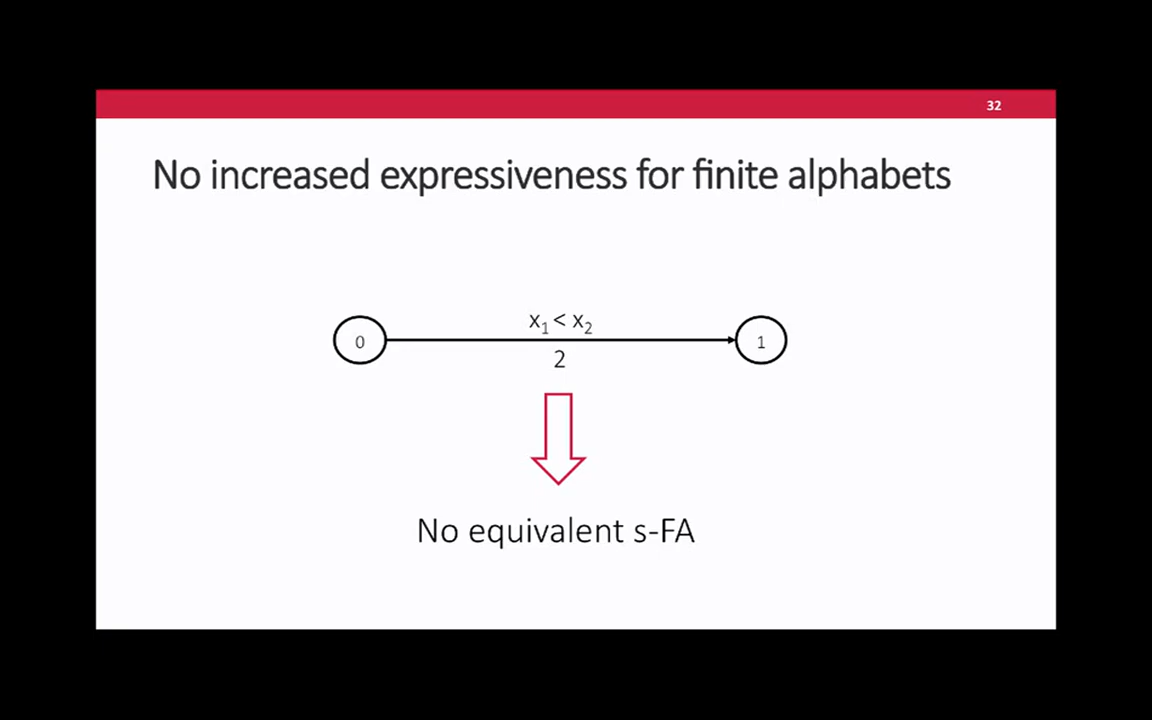 32
No increased expressiveness for finite alphabets
x₁ < x₂
0
1
2
No equivalent s-FA